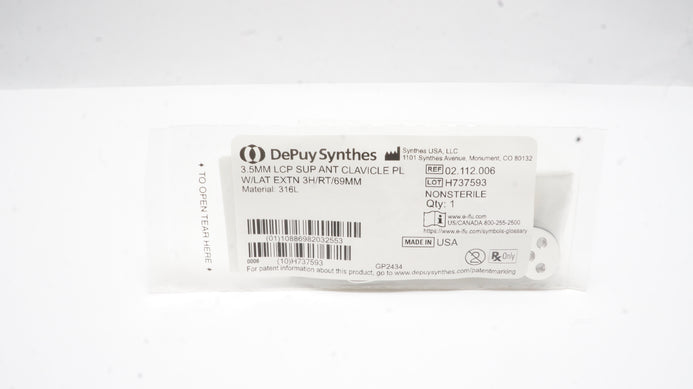 DePuy Synthes
Synthes USA, LLC
1101 Synthes Avenue, Monument, CO 80132
3.5MM LCP SUP ANT CLAVICLE PL
W/LAT EXTN 3H/RT/69MM
Material: 316L
REF 02.112.006
LOT H737593
NONSTERILE
Qty: 1
www.e-ifu.com
US/CANADA:800-255-2500
https://www.e-ifu.com/symbols-glossary
(01)10886982032553
MADE IN USA
0006 (10)H737593
GP2434
Rx Only
For patent information about this product, go to www.depuysynthes.com/patentmarking
TO OPEN TEAR HERE